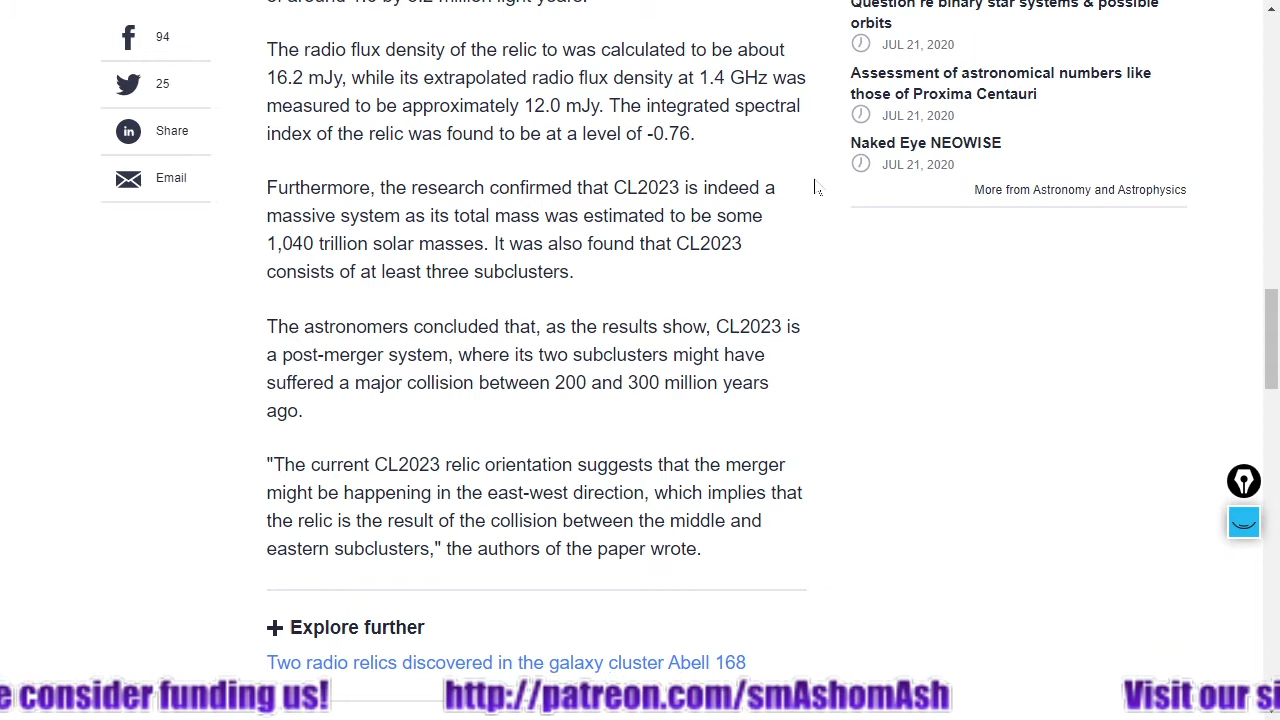 94
25
Share
Email
The radio flux density of the relic to was calculated to be about
16.2 mJy, while its extrapolated radio flux density at 1.4 GHz was
measured to be approximately 12.0 mJy. The integrated spectral
index of the relic was found to be at a level of -0.76.
Furthermore, the research confirmed that CL2023 is indeed a
massive system as its total mass was estimated to be some
1,040 trillion solar masses. It was also found that CL2023
consists of at least three subclusters.
The astronomers concluded that, as the results show, CL2023 is
a post-merger system, where its two subclusters might have
suffered a major collision between 200 and 300 million years
ago.
"The current CL2023 relic orientation suggests that the merger
might be happening in the east-west direction, which implies that
the relic is the result of the collision between the middle and
eastern subclusters," the authors of the paper wrote.
Explore further
Two radio relics discovered in the galaxy cluster Abell 168
Question re binary star systems & possible
orbits
JUL 21, 2020
Assessment of astronomical numbers like
those of Proxima Centauri
JUL 21, 2020
Naked Eye NEOWISE
JUL 21, 2020
More from Astronomy and Astrophysics
e consider funding us! http://patreon.com/smAshomAsh Visit our si